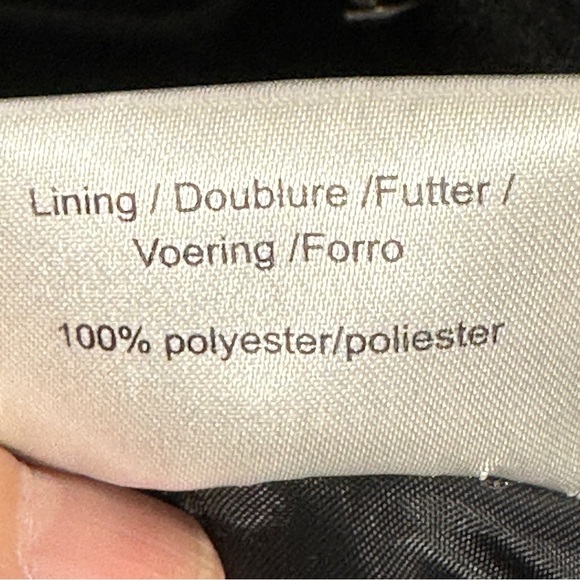 Lining / Doublure /Futter /
Voering /Forro
100% polyester/poliester